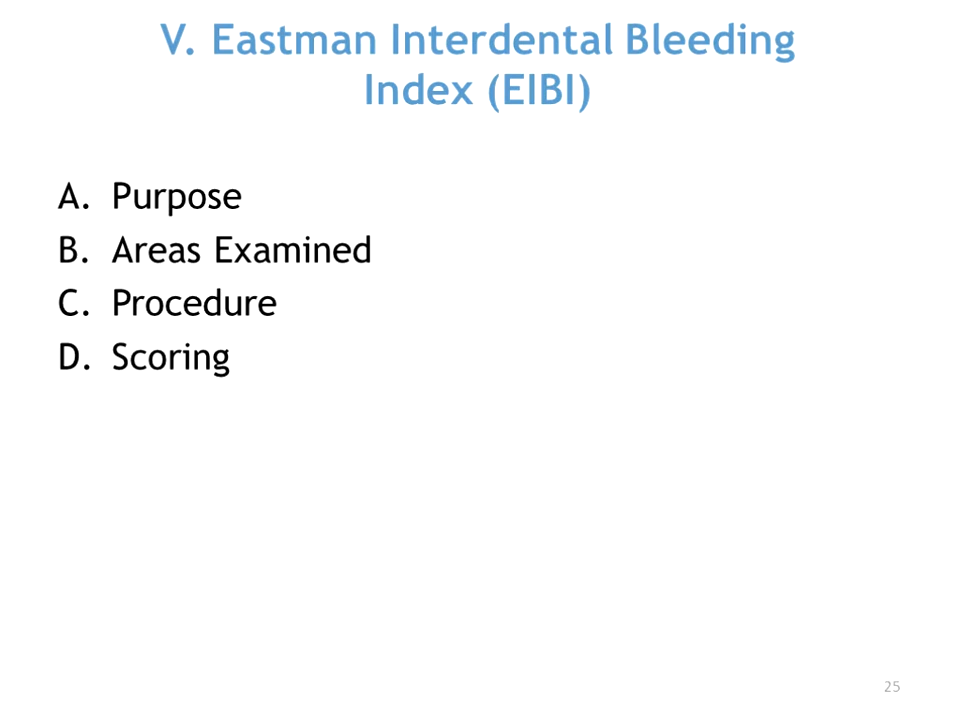 V. Eastman Interdental Bleeding
Index (EIBI)
A. Purpose
B. Areas Examined
C. Procedure
D. Scoring
25